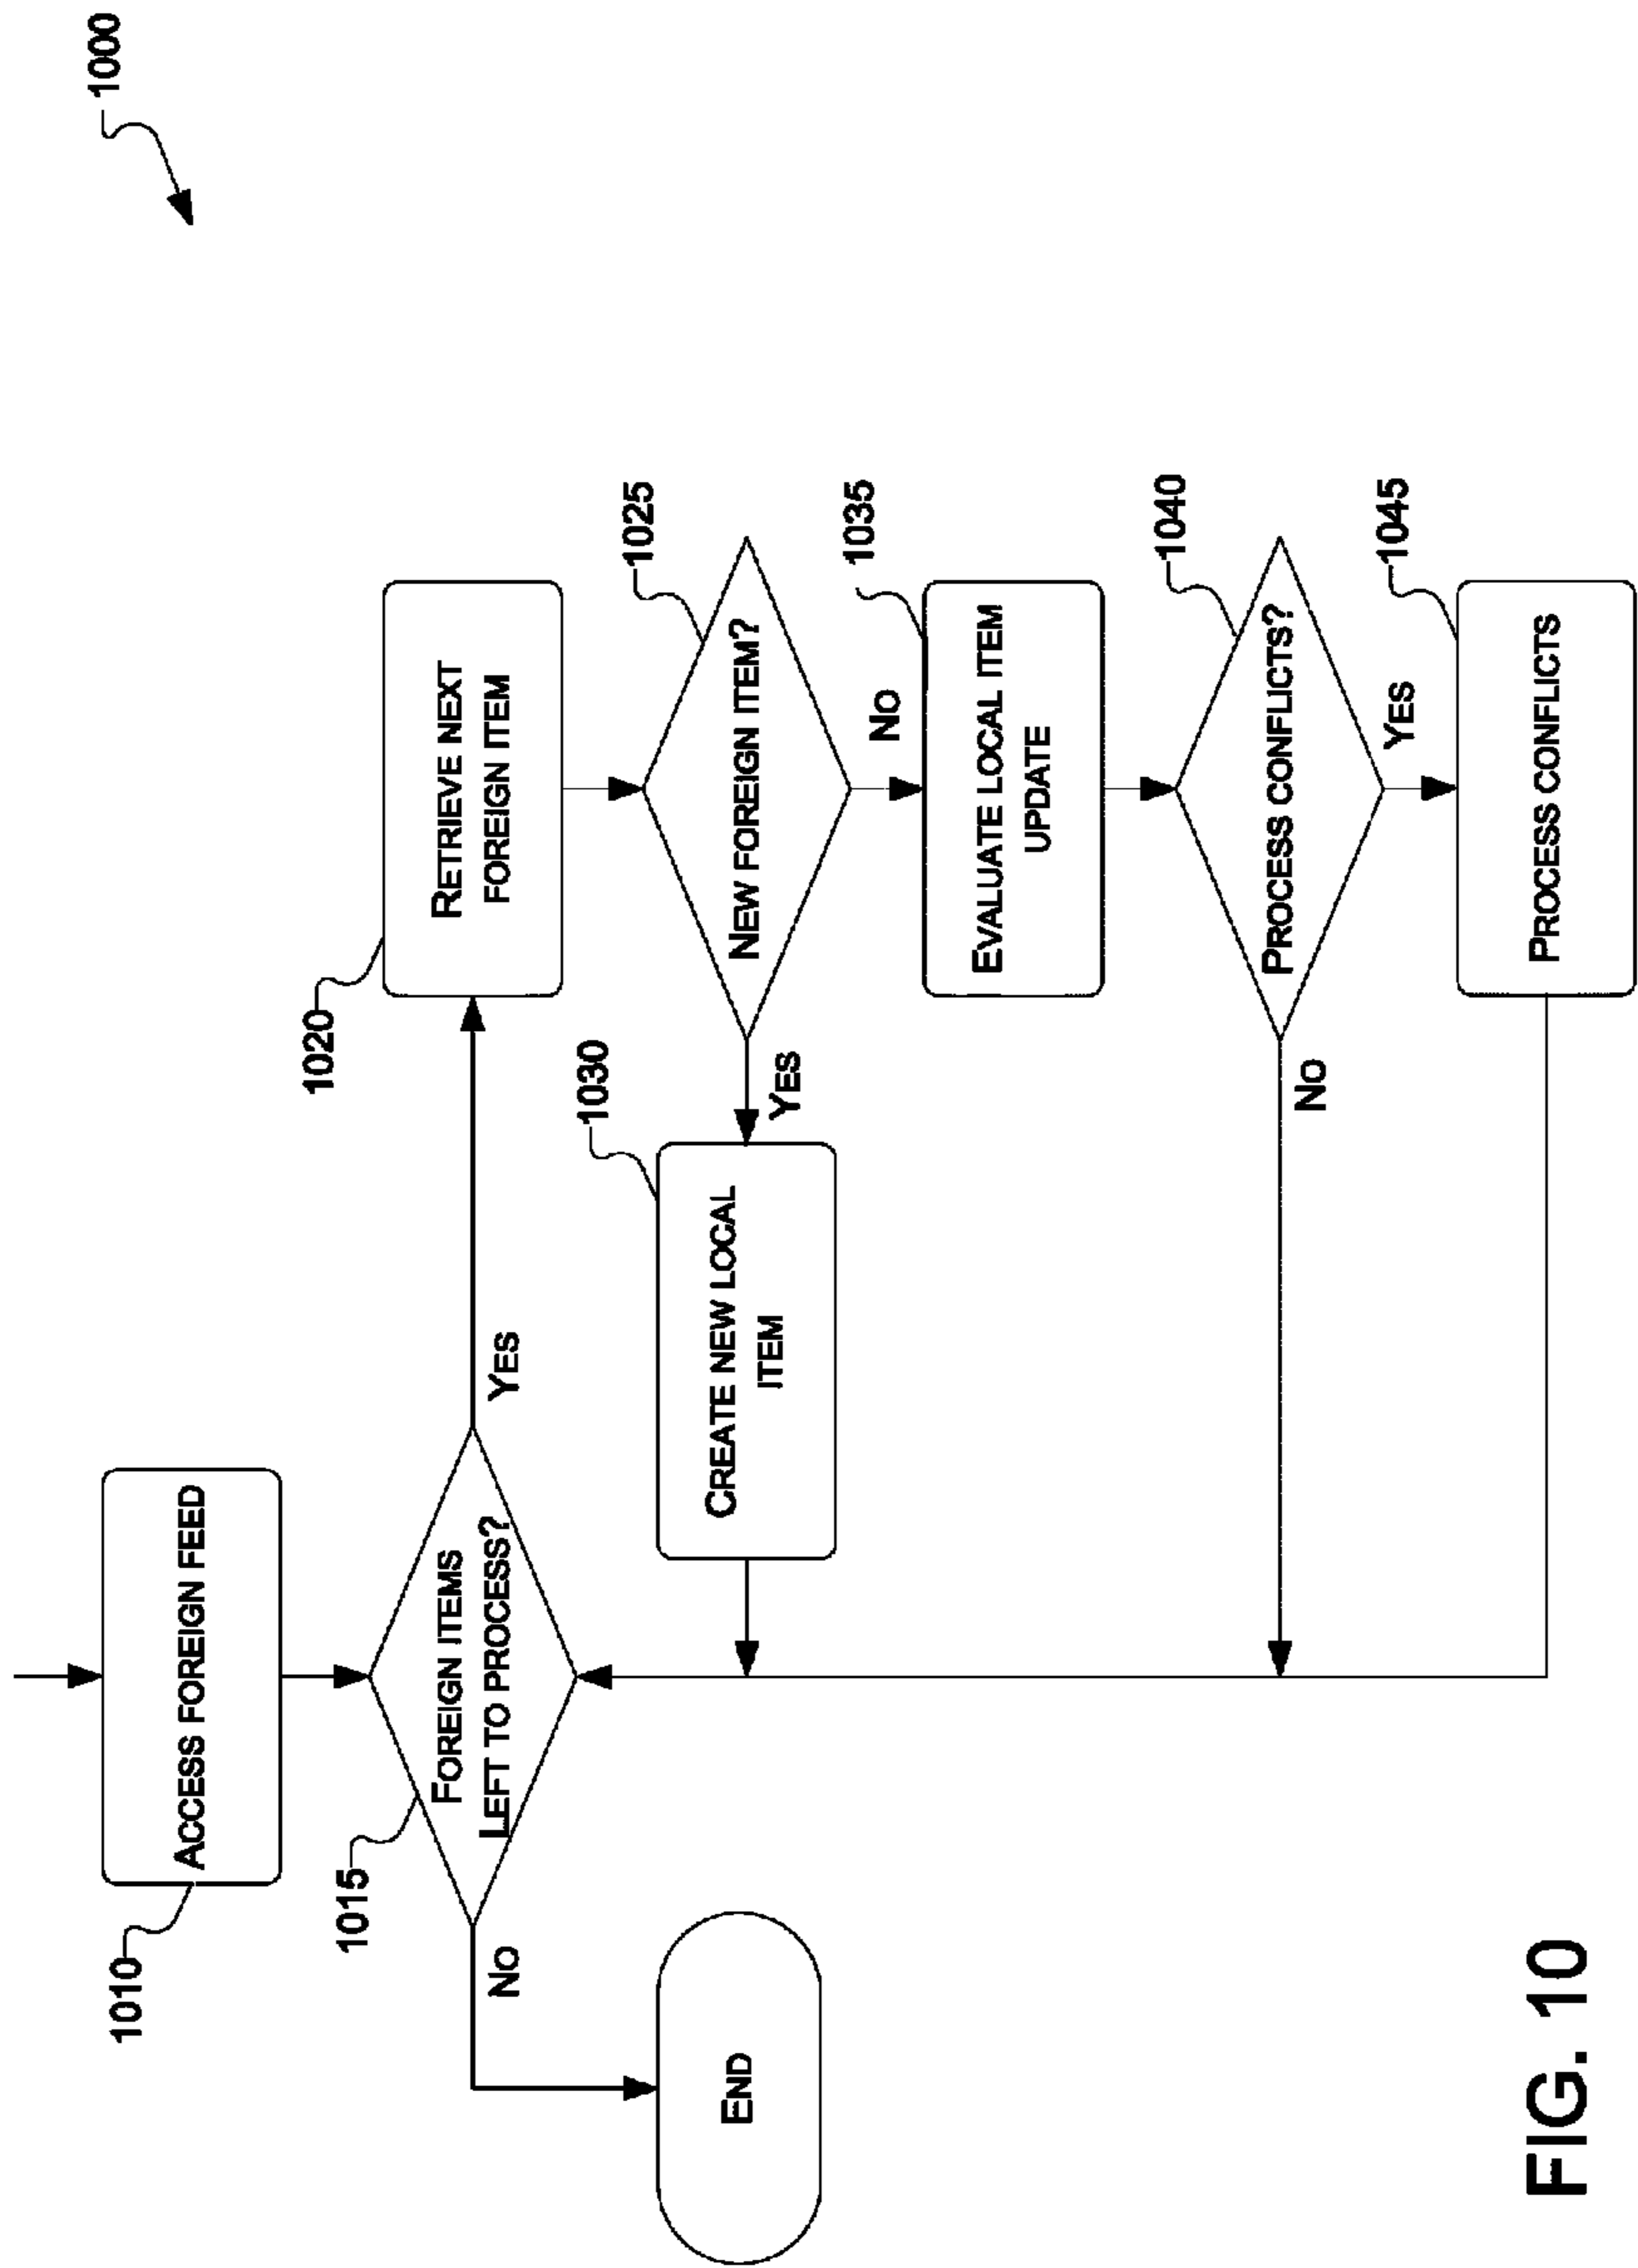 1000
1010
ACCESS FOREIGN FEED
1015
FOREIGN ITEMS
LEFT TO PROCESS?
NO
YES
END
1020
RETRIEVE NEXT
FOREIGN ITEM
1025
NEW FOREIGN ITEM?
YES
NO
1030
CREATE NEW LOCAL
ITEM
1035
EVALUATE LOCAL ITEM
UPDATE
1040
PROCESS CONFLICTS?
NO
YES
1045
PROCESS CONFLICTS
FIG. 10